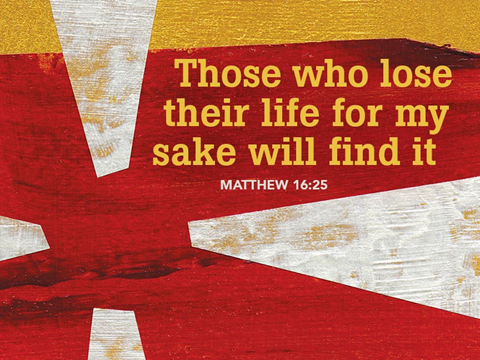 Those who lose
their life for my
sake will find it
MATTHEW 16:25